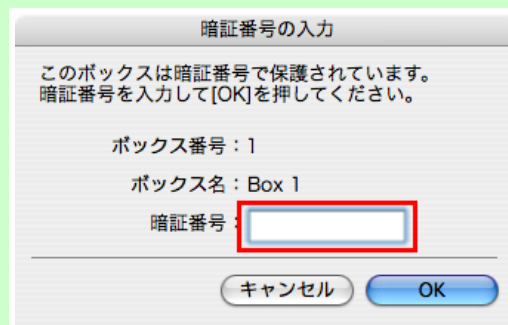 暗証番号の入力
このボックスは暗証番号で保護されています。
暗証番号を入力して[OK]を押してください。
ボックス番号：1
ボックス名：Box 1
暗証番号：
キャンセル OK